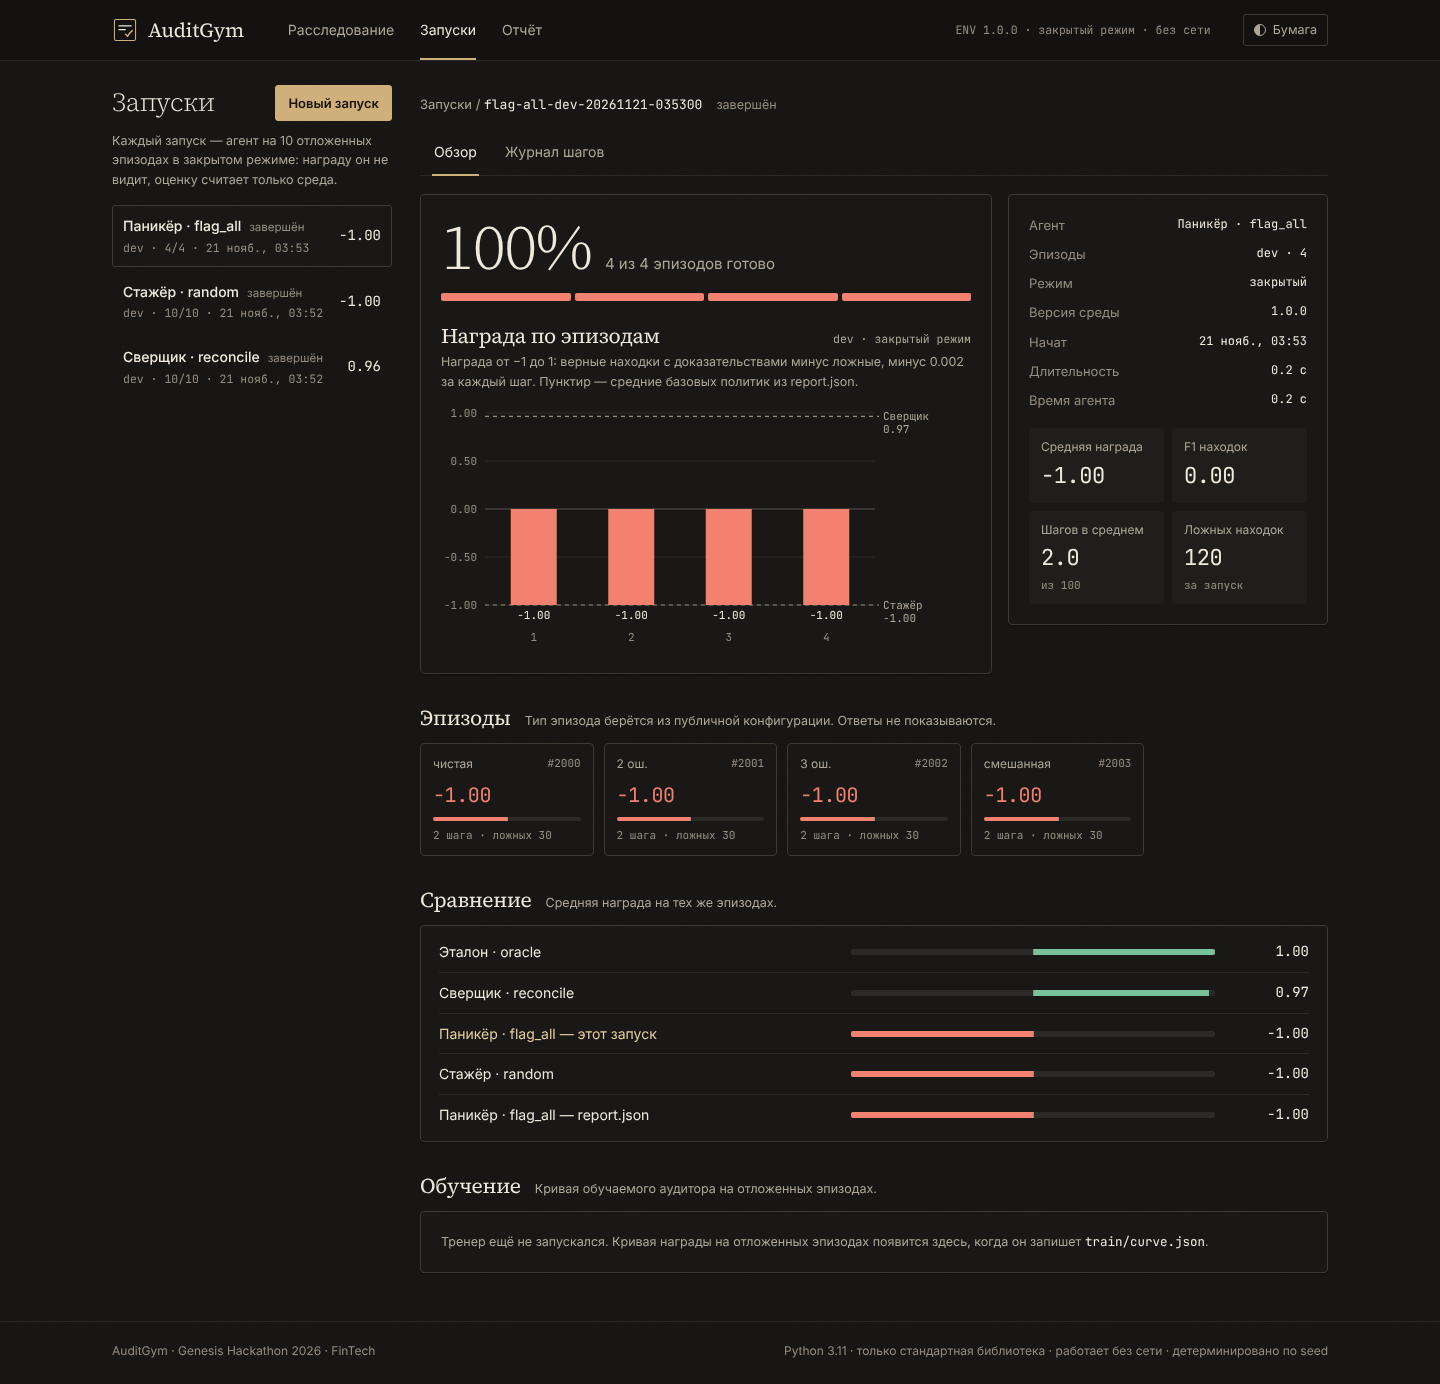 AuditGym
Расследование
Запуски
Отчёт
ENV 1.0.0 · закрытый режим · без сети
Бумага
Запуски
Новый запуск
Каждый запуск — агент на 10 отложенных
эпизодах в закрытом режиме: награду он не
видит, оценку считает только среда.
Паникёр · flag_all завершён
dev · 4/4 · 21 нояб., 03:53
-1.00
Стажёр · random завершён
dev · 10/10 · 21 нояб., 03:52
-1.00
Сверщик · reconcile завершён
dev · 10/10 · 21 нояб., 03:52
0.96
Запуски / flag-all-dev-20261121-035300 завершён
Обзор
Журнал шагов
100% 4 из 4 эпизодов готово
Награда по эпизодам
dev · закрытый режим
Награда от −1 до 1: верные находки с доказательствами минус ложные, минус 0.002
за каждый шаг. Пунктир — средние базовых политик из report.json.
1.00
Сверщик
0.97
0.50
0.00
-0.50
-1.00
Стажёр
-1.00
-1.00 -1.00 -1.00 -1.00
1 2 3 4
Агент Паникёр · flag_all
Эпизоды dev · 4
Режим закрытый
Версия среды 1.0.0
Начат 21 нояб., 03:53
Длительность 0.2 с
Время агента 0.2 с
Средняя награда
-1.00
F1 находок
0.00
Шагов в среднем
2.0
из 100
Ложных находок
120
за запуск
Эпизоды Тип эпизода берётся из публичной конфигурации. Ответы не показываются.
чистая #2000
-1.00
2 шага · ложных 30
2 ош. #2001
-1.00
2 шага · ложных 30
3 ош. #2002
-1.00
2 шага · ложных 30
смешанная #2003
-1.00
2 шага · ложных 30
Сравнение Средняя награда на тех же эпизодах.
Эталон · oracle 1.00
Сверщик · reconcile 0.97
Паникёр · flag_all — этот запуск -1.00
Стажёр · random -1.00
Паникёр · flag_all — report.json -1.00
Обучение Кривая обучаемого аудитора на отложенных эпизодах.
Тренер ещё не запускался. Кривая награды на отложенных эпизодах появится здесь, когда он запишет train/curve.json.
AuditGym · Genesis Hackathon 2026 · FinTech
Python 3.11 · только стандартная библиотека · работает без сети · детерминировано по seed